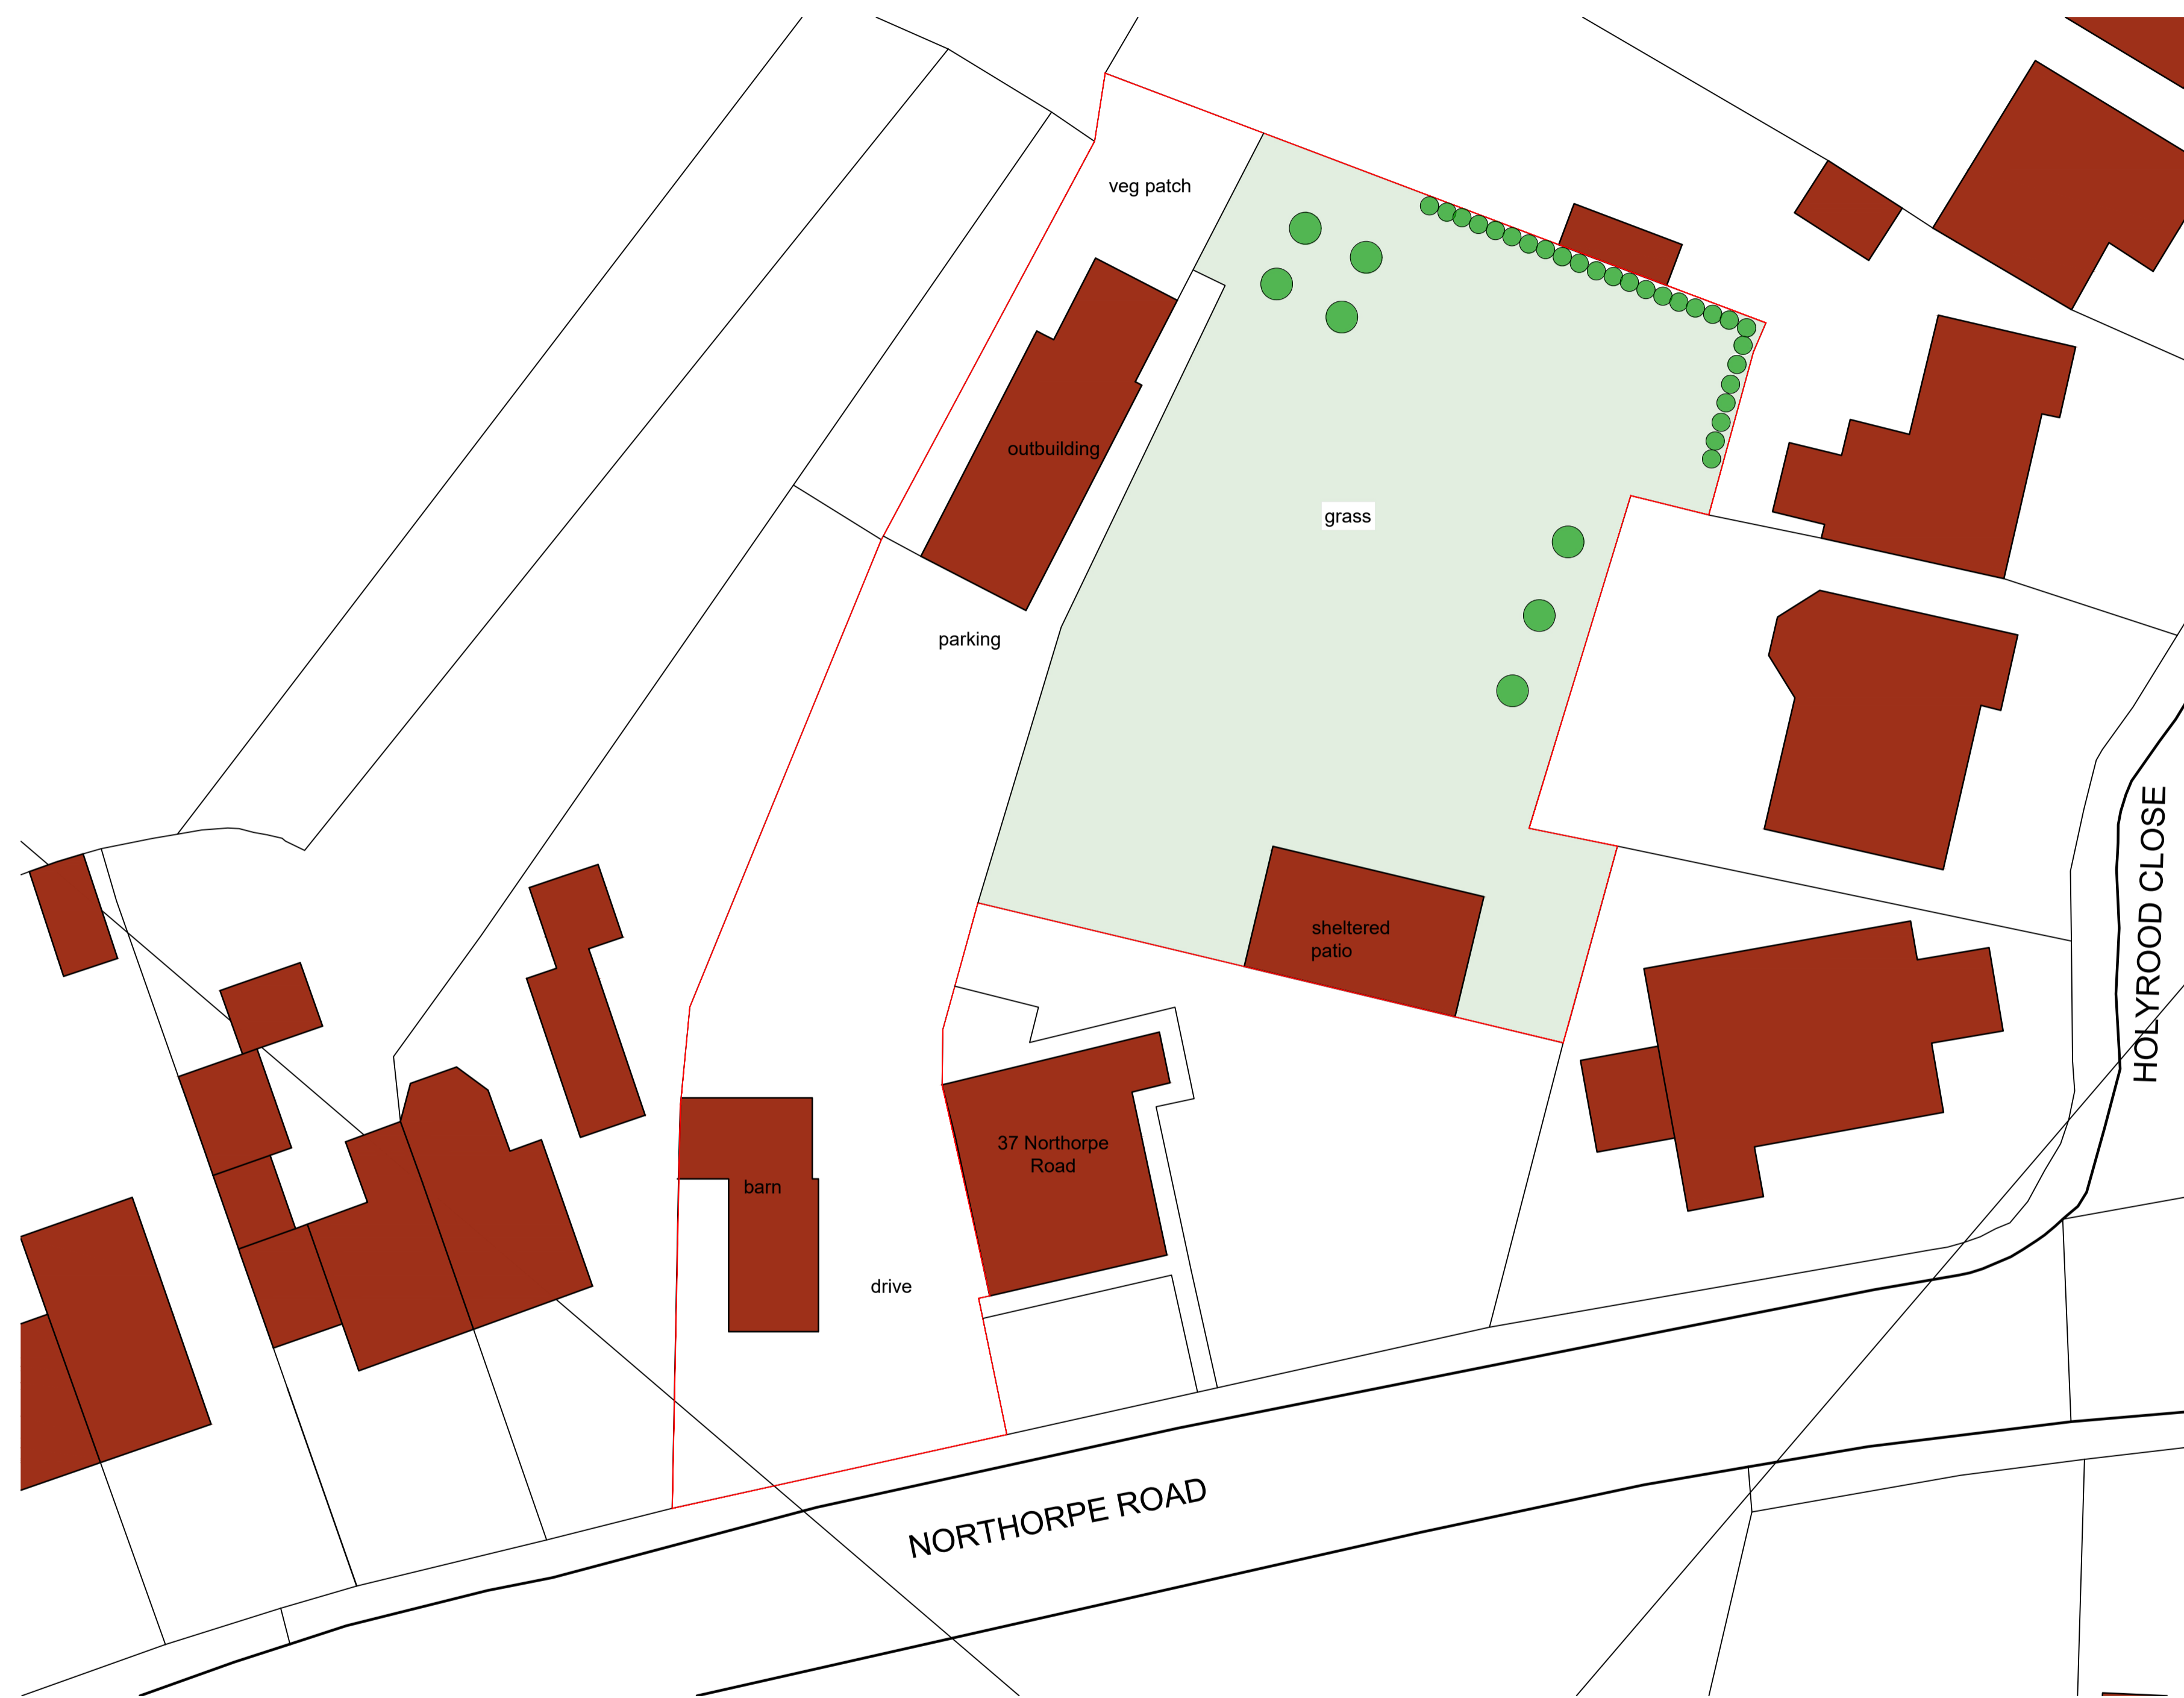 veg patch
outbuilding
grass
parking
sheltered
patio
HOLYROOD CLOSE
37 Northorpe
Road
barn
drive
NORTHORPE ROAD